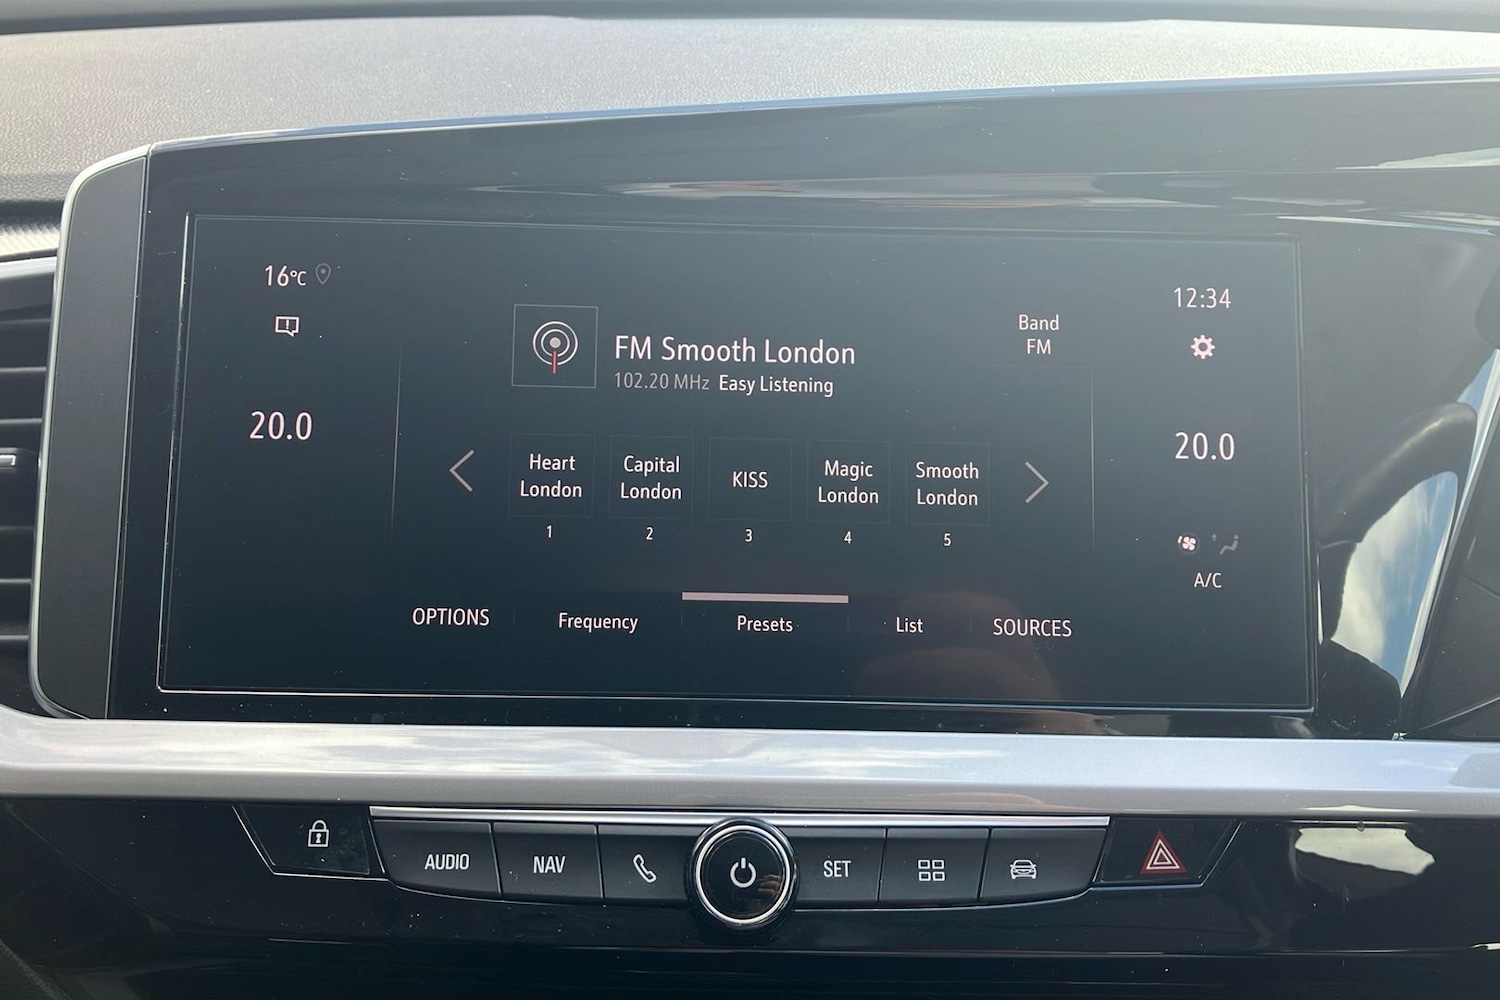 16°C
12:34
FM Smooth London
102.20 MHz Easy Listening
Band
FM
20.0
20.0
Heart
London
1
Capital
London
2
KISS
3
Magic
London
4
Smooth
London
5
A/C
OPTIONS
Frequency
Presets
List
SOURCES
AUDIO
NAV
SET